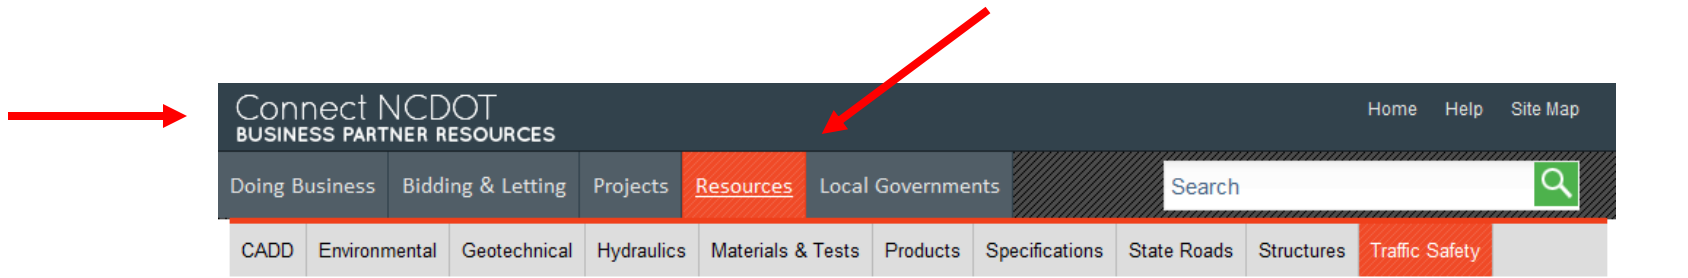 Connect NCDOT
BUSINESS PARTNER RESOURCES
Home Help Site Map
Doing Business Bidding & Letting Projects Resources Local Governments Search
CADD Environmental Geotechnical Hydraulics Materials & Tests Products Specifications State Roads Structures Traffic Safety